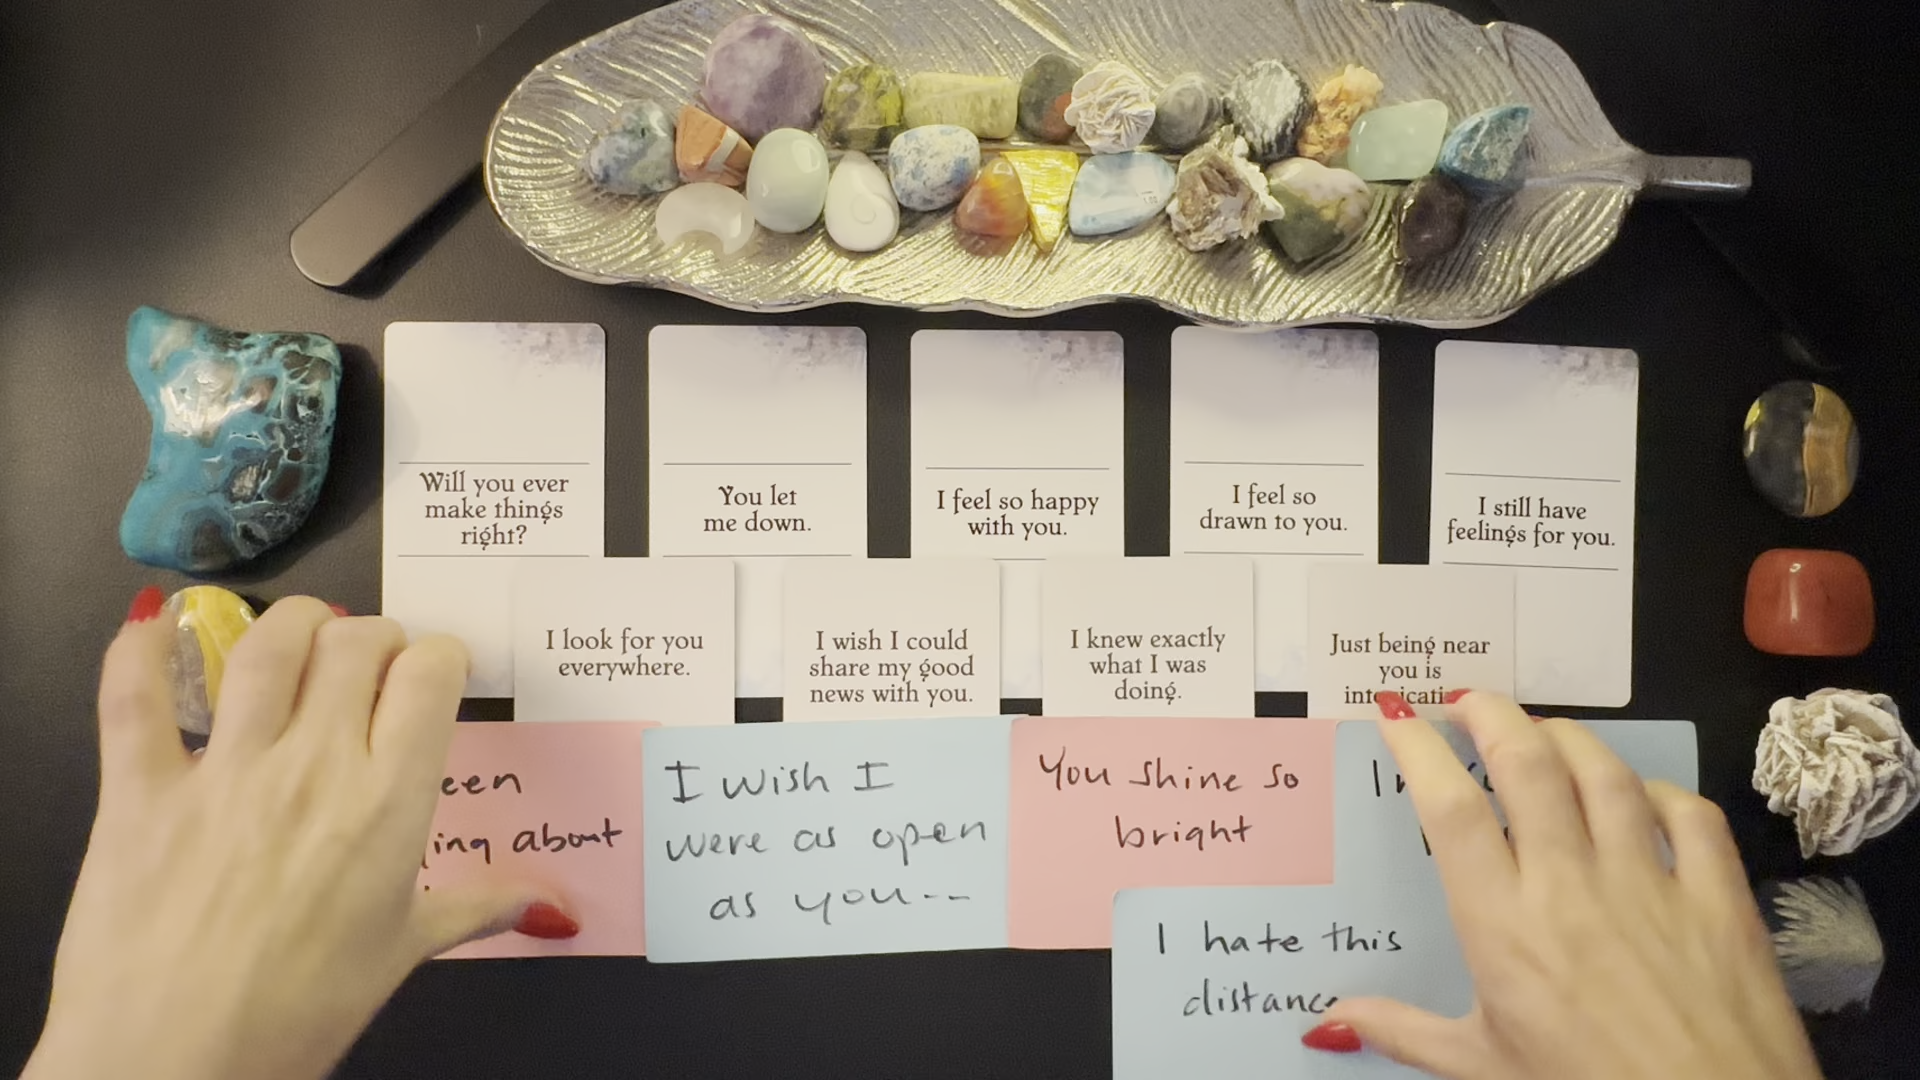 Will you ever
make things
right?
You let
me down.
I feel so happy
with you.
I feel so
drawn to you.
I still have
feelings for you.
I look for you
everywhere.
I wish I could
share my good
news with you.
I knew exactly
what I was
doing.
Just being near
you is
about
I wish I
were as open
as you--
You shine so
bright
I hate this
distance